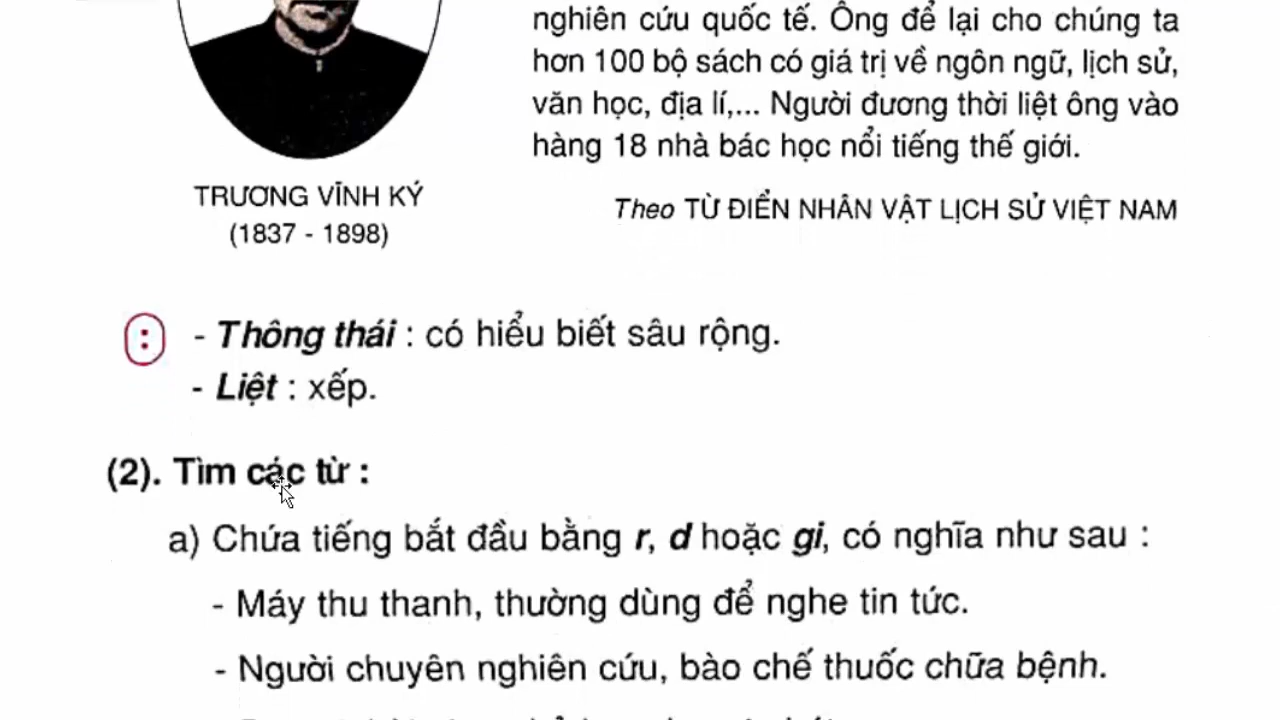 nghiên cứu quốc tế. Ông để lại cho chúng ta
hơn 100 bộ sách có giá trị về ngôn ngữ, lịch sử,
văn học, địa lí,... Người đương thời liệt ông vào
hàng 18 nhà bác học nổi tiếng thế giới.
TRƯƠNG VĨNH KÝ
(1837 - 1898)
Theo TỪ ĐIỂN NHÂN VẬT LỊCH SỬ VIỆT NAM
: - Thông thái : có hiểu biết sâu rộng.
- Liệt : xếp.
(2). Tìm các từ :
a) Chứa tiếng bắt đầu bằng r, d hoặc gi, có nghĩa như sau :
- Máy thu thanh, thường dùng để nghe tin tức.
- Người chuyên nghiên cứu, bào chế thuốc chữa bệnh.